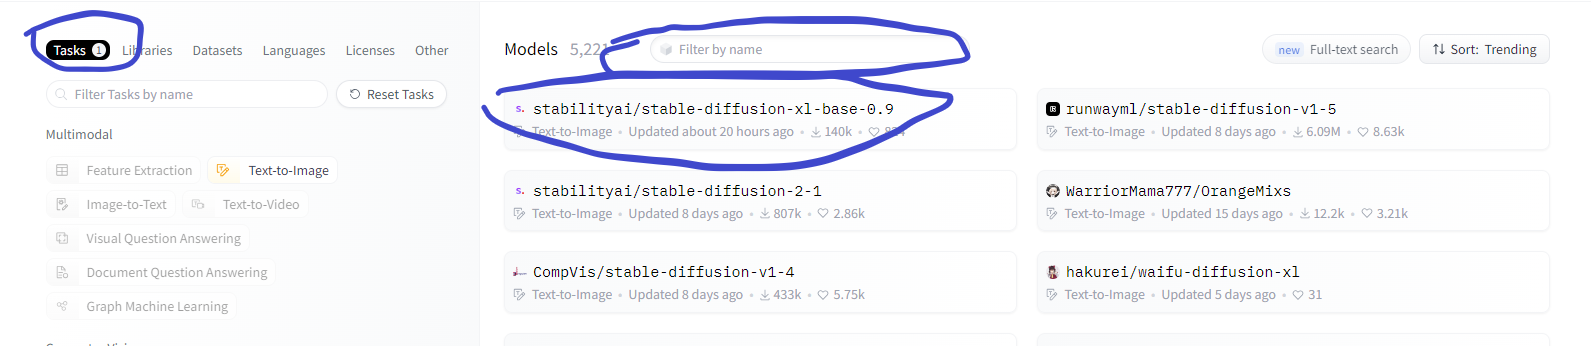 Tasks 1 Libraries Datasets Languages Licenses Other
Filter Tasks by name Reset Tasks
Multimodal
Feature Extraction Text-to-Image
Image-to-Text Text-to-Video
Visual Question Answering
Document Question Answering
Graph Machine Learning
Models 5,221 Filter by name new Full-text search Sort: Trending
s. stabilityai/stable-diffusion-xl-base-0.9
Text-to-Image • Updated about 20 hours ago • 140k •
runwayml/stable-diffusion-v1-5
Text-to-Image • Updated 8 days ago • 6.09M • 8.63k
s. stabilityai/stable-diffusion-2-1
Text-to-Image • Updated 8 days ago • 807k • 2.86k
WarriorMama777/OrangeMixs
Text-to-Image • Updated 15 days ago • 12.2k • 3.21k
CompVis/stable-diffusion-v1-4
Text-to-Image • Updated 8 days ago • 433k • 5.75k
hakurei/waifu-diffusion-xl
Text-to-Image • Updated 5 days ago • 31